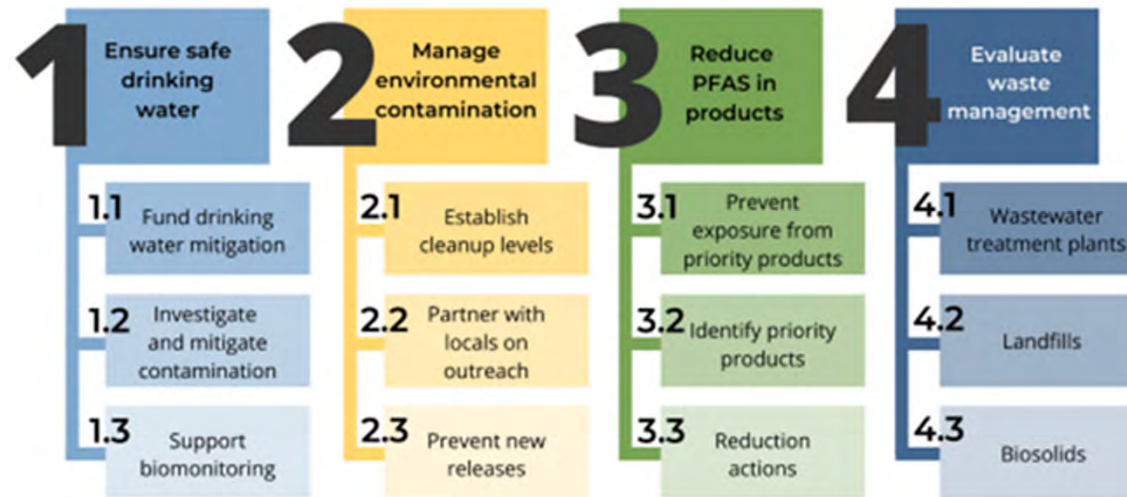 1
Ensure safe
drinking
water
1.1
Fund drinking
water mitigation
1.2
Investigate
and mitigate
contamination
1.3
Support
biomonitoring
2
Manage
environmental
contamination
2.1
Establish
cleanup levels
2.2
Partner with
locals on
outreach
2.3
Prevent new
releases
3
Reduce
PFAS in
products
3.1
Prevent
exposure from
priority products
3.2
Identify priority
products
3.3
Reduction
actions
4
Evaluate
waste
management
4.1
Wastewater
treatment plants
4.2
Landfills
4.3
Biosolids